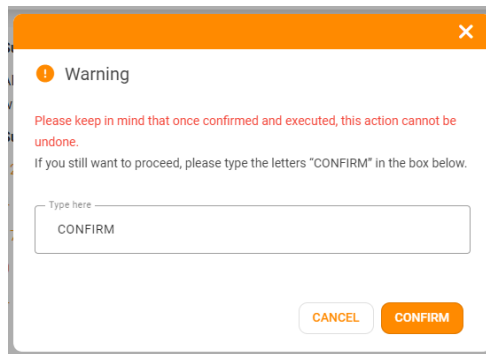 Warning
Please keep in mind that once confirmed and executed, this action cannot be
undone.
If you still want to proceed, please type the letters “CONFIRM” in the box below.
Type here
CONFIRM
CANCEL CONFIRM